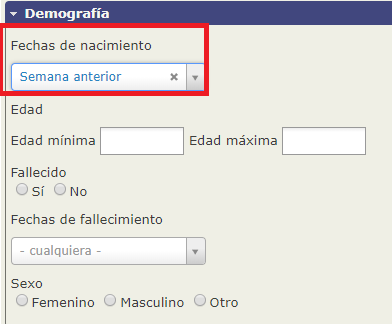 Demografía
Fechas de nacimiento
Semana anterior ×
Edad
Edad mínima Edad máxima
Fallecido
Sí No
Fechas de fallecimiento
- cualquiera -
Sexo
Femenino Masculino Otro